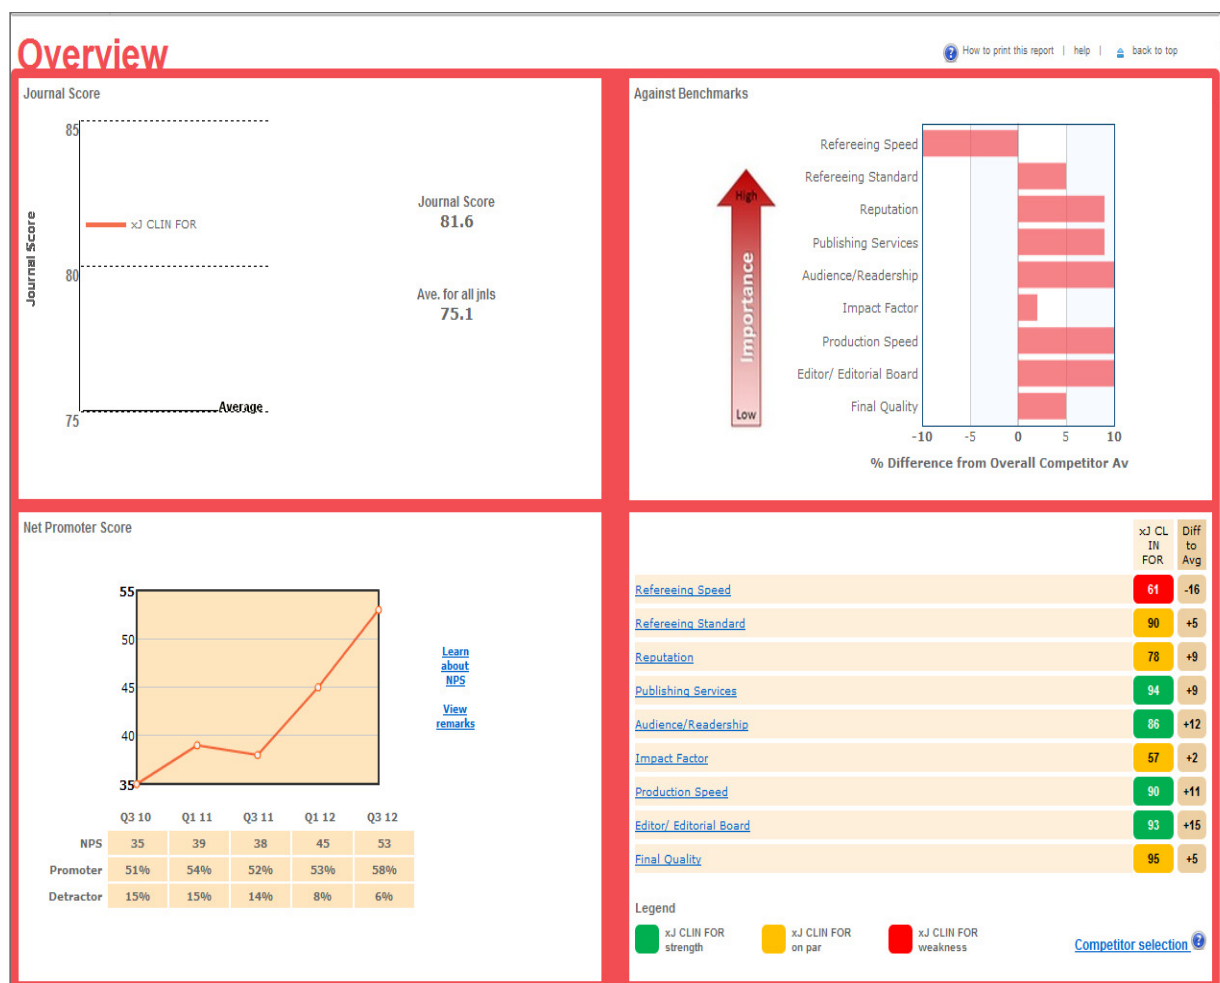 Overview
How to print this report | help | back to top
Journal Score
85
xJ CLIN FOR
80
Average
75
Journal Score
Journal Score
81.6
Ave. for all jnls
75.1
Against Benchmarks
High
Importance
Low
Refereeing Speed
Refereeing Standard
Reputation
Publishing Services
Audience/Readership
Impact Factor
Production Speed
Editor/ Editorial Board
Final Quality
-10 -5 0 5 10
% Difference from Overall Competitor Av
Net Promoter Score
55
50
45
40
35
Q3 10 Q1 11 Q3 11 Q1 12 Q3 12
NPS 35 39 38 45 53
Promoter 51% 54% 52% 53% 58%
Detractor 15% 15% 14% 8% 6%
Learn
about
NPS
View
remarks
xJ CL Diff
IN to
FOR Avg
Refereeing Speed 61 -16
Refereeing Standard 90 +5
Reputation 78 +9
Publishing Services 94 +9
Audience/Readership 86 +12
Impact Factor 57 +2
Production Speed 90 +11
Editor/ Editorial Board 93 +15
Final Quality 95 +5
Legend
xJ CLIN FOR
strength
xJ CLIN FOR
on par
xJ CLIN FOR
weakness
Competitor selection